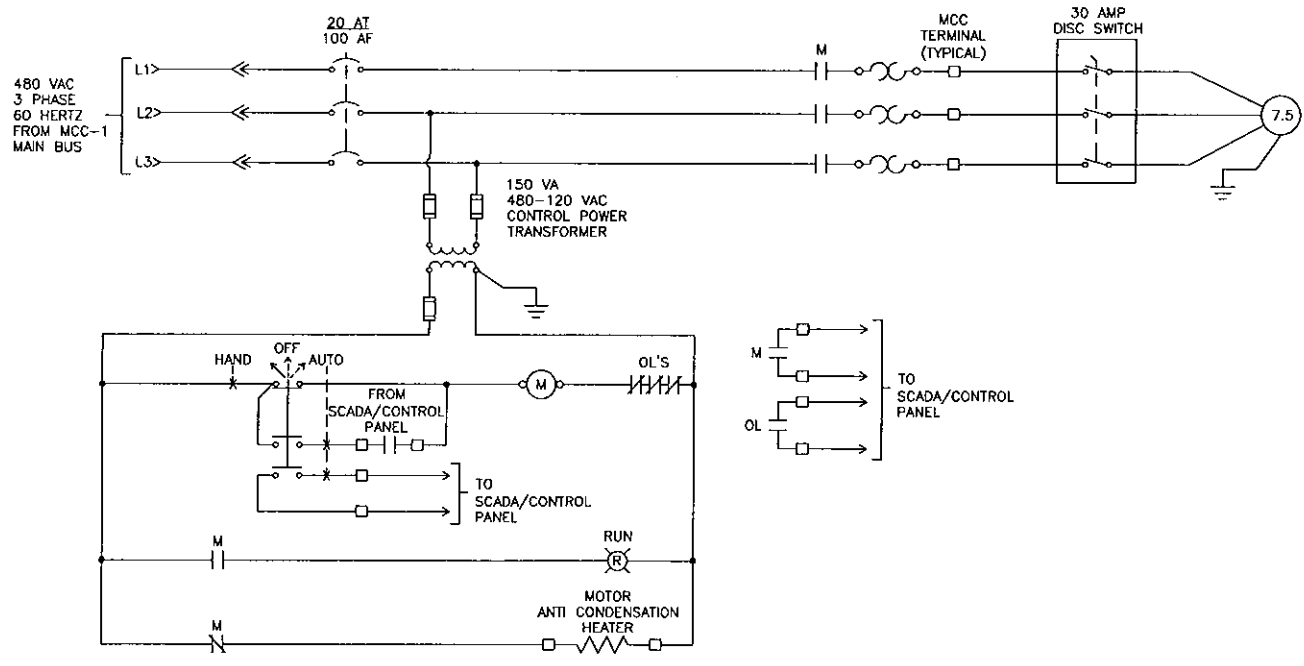 20 AT
100 AF
MCC
TERMINAL
(TYPICAL)
30 AMP
DISC SWITCH
480 VAC
3 PHASE
60 HERTZ
FROM MCC-1
MAIN BUS
L1
L2
L3
M
7.5
150 VA
480-120 VAC
CONTROL POWER
TRANSFORMER
HAND
OFF
AUTO
OL'S
M
FROM
SCADA/CONTROL
PANEL
TO
SCADA/CONTROL
PANEL
M
OL
TO
SCADA/CONTROL
PANEL
M
RUN
R
M
MOTOR
ANTI CONDENSATION
HEATER